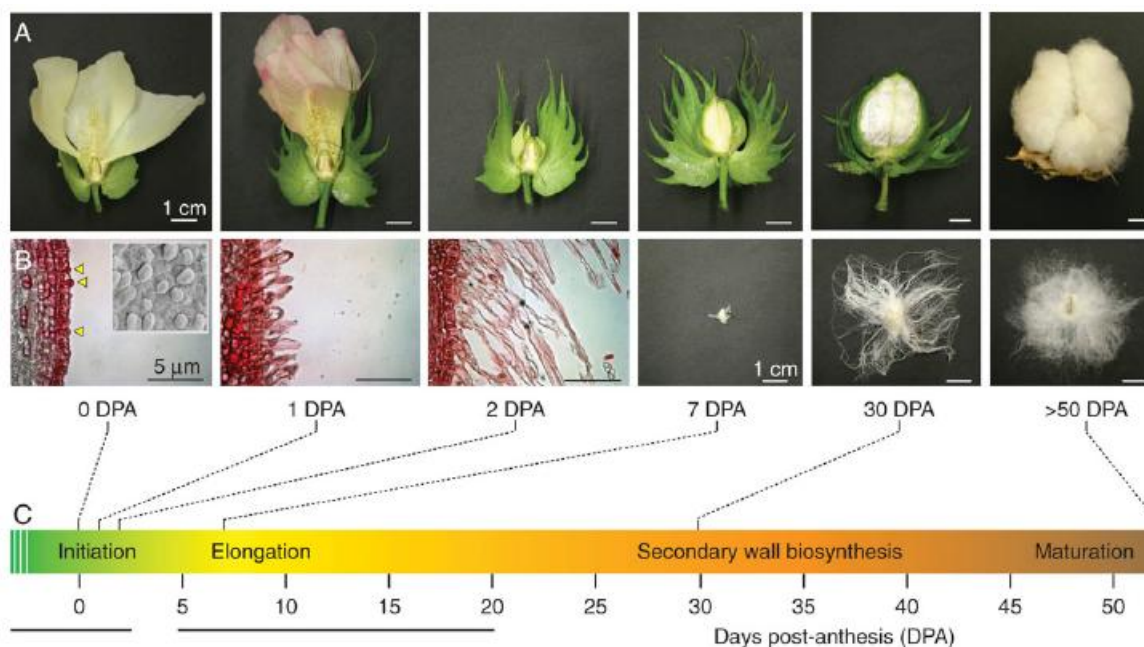 A
1 cm
B
5 µm
1 cm
0 DPA
1 DPA
2 DPA
7 DPA
30 DPA
>50 DPA
C
Initiation
Elongation
Secondary wall biosynthesis
Maturation
0
5
10
15
20
25
30
35
40
45
50
Days post-anthesis (DPA)